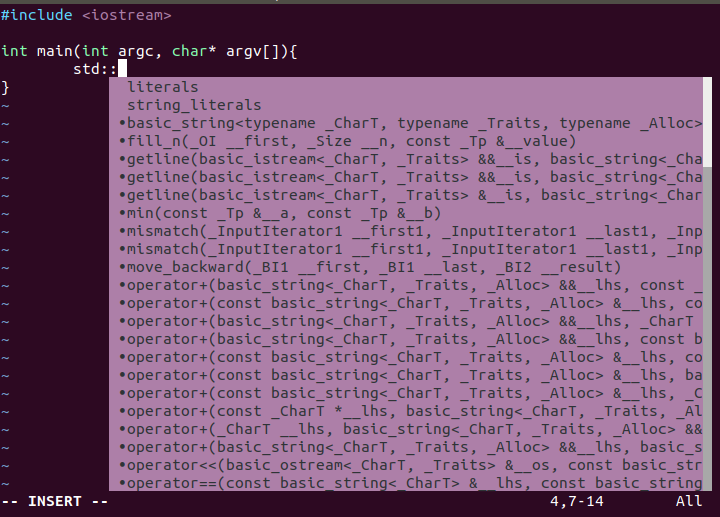 #include <iostream>
int main(int argc, char* argv[]){
std::
}
literals
string_literals
•basic_string<typename _CharT, typename _Traits, typename _Alloc>
•fill_n(_OI __first, _Size __n, const _Tp &__value)
•getline(basic_istream<_CharT, _Traits> &&__is, basic_string<_Cha
•getline(basic_istream<_CharT, _Traits> &&__is, basic_string<_Cha
•getline(basic_istream<_CharT, _Traits> &__is, basic_string<_Char
•min(const _Tp &__a, const _Tp &__b)
•mismatch(_InputIterator1 __first1, _InputIterator1 __last1, _Inp
•mismatch(_InputIterator1 __first1, _InputIterator1 __last1, _Inp
•move_backward(_BI1 __first, _BI1 __last, _BI2 __result)
•operator+(basic_string<_CharT, _Traits, _Alloc> &&__lhs, const _
•operator+(const basic_string<_CharT, _Traits, _Alloc> &__lhs, co
•operator+(basic_string<_CharT, _Traits, _Alloc> &&__lhs, _CharT
•operator+(basic_string<_CharT, _Traits, _Alloc> &&__lhs, const b
•operator+(const basic_string<_CharT, _Traits, _Alloc> &__lhs, co
•operator+(const basic_string<_CharT, _Traits, _Alloc> &__lhs, ba
•operator+(const basic_string<_CharT, _Traits, _Alloc> &__lhs, _C
•operator+(const _CharT *__lhs, basic_string<_CharT, _Traits, _Al
•operator+(_CharT __lhs, basic_string<_CharT, _Traits, _Alloc> &&
•operator+(basic_string<_CharT, _Traits, _Alloc> &&__lhs, basic_s
•operator<<(basic_ostream<_CharT, _Traits> &__os, const basic_str
•operator==(const basic_string<_CharT> &__lhs, const basic_string
-- INSERT -- 4,7-14 All